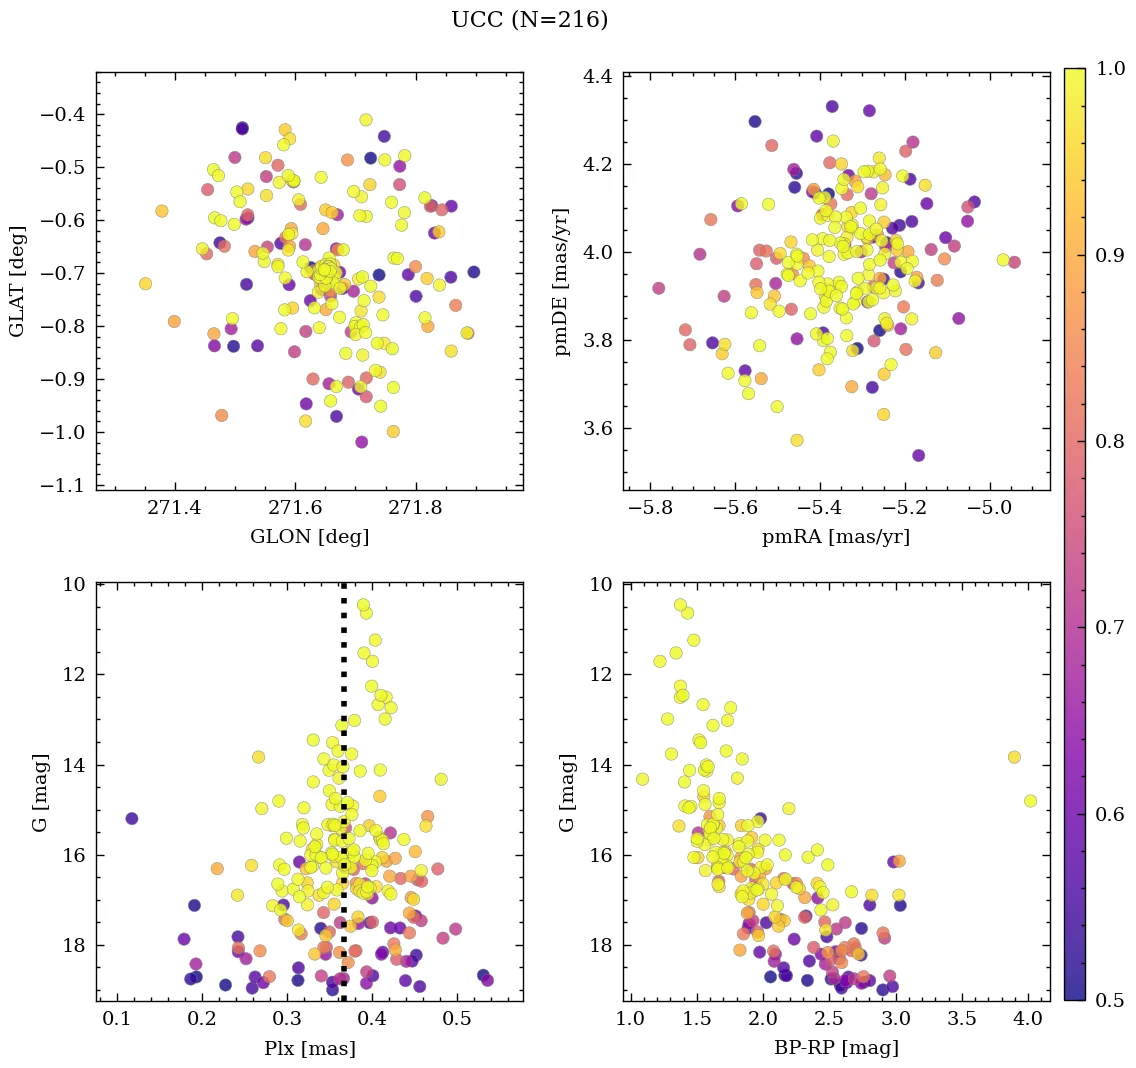 UCC (N=216)
−0.4
−0.5
−0.6
−0.7
−0.8
−0.9
−1.0
−1.1
GLAT [deg]
271.4 271.6 271.8
GLON [deg]
4.4
4.2
4.0
3.8
3.6
pmDE [mas/yr]
−5.8 −5.6 −5.4 −5.2 −5.0
pmRA [mas/yr]
10
12
14
16
18
G [mag]
0.1 0.2 0.3 0.4 0.5
Plx [mas]
10
12
14
16
18
G [mag]
1.0 1.5 2.0 2.5 3.0 3.5 4.0
BP-RP [mag]
1.0
0.9
0.8
0.7
0.6
0.5